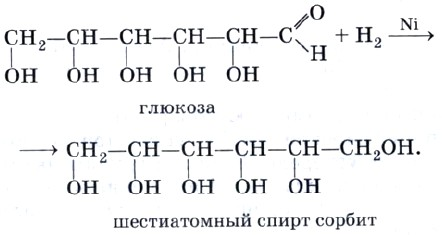 O
CH₂—CH—CH—CH—CH—C + H₂ Ni
H
OH OH OH OH OH
глюкоза
→ CH₂—CH—CH—CH—CH—CH₂OH.
OH OH OH OH OH
шестиатомный спирт сорбит